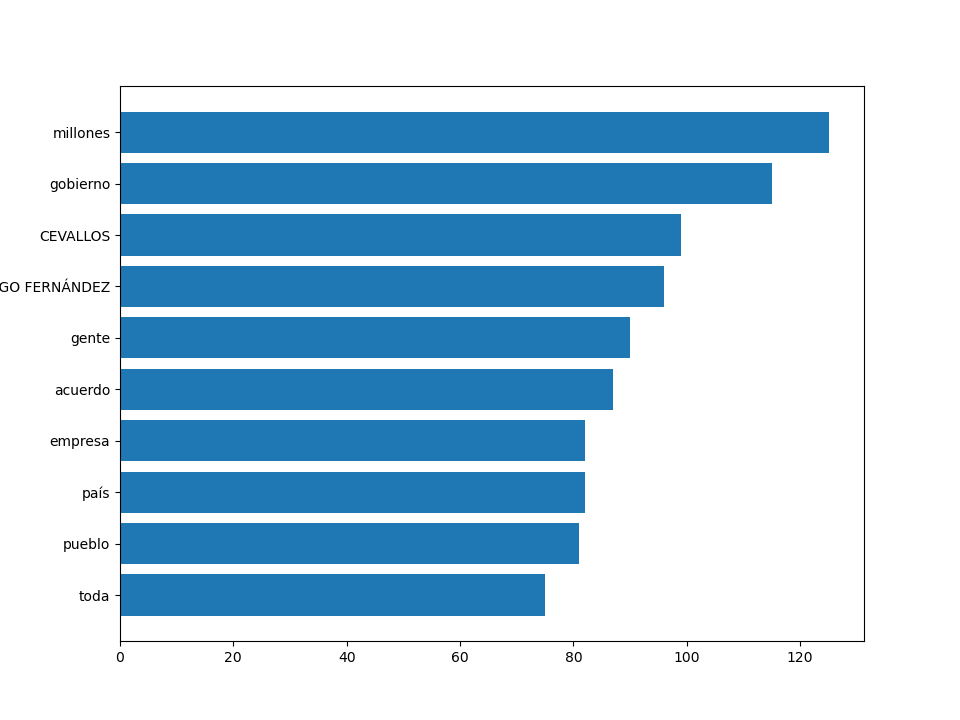 millones
gobierno
CEVALLOS
GO FERNÁNDEZ
gente
acuerdo
empresa
país
pueblo
toda
0 20 40 60 80 100 120